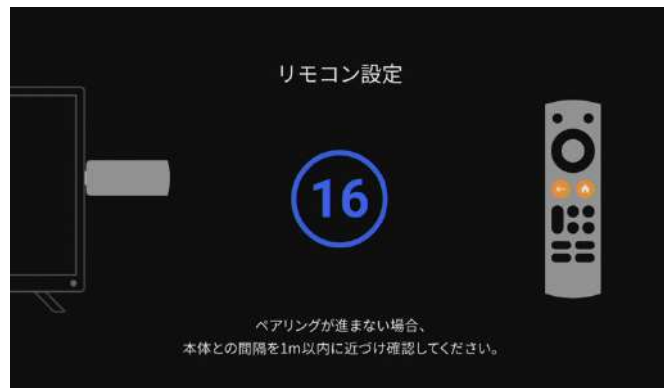 リモコン設定
16
ペアリングが進まない場合、
本体との間隔を1m以内に近づけ確認してください。